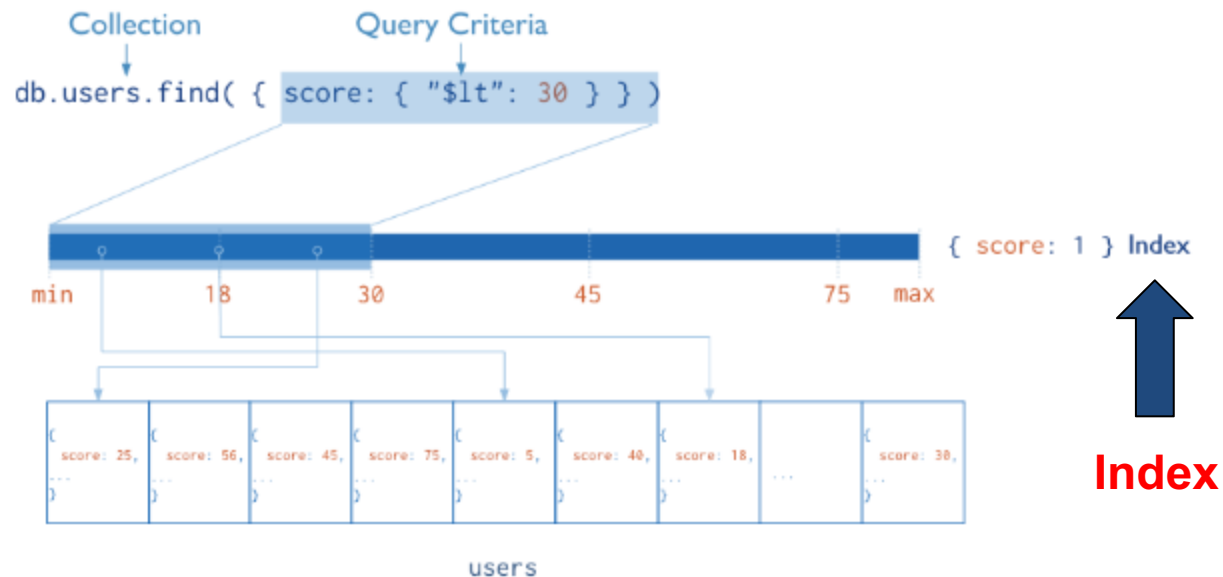 Collection Query Criteria
db.users.find( { score: { "$lt": 30 } } )
{ score: 1 } Index
min 18 30 45 75 max
{ { { { { { { {
score: 25, score: 56, score: 45, score: 75, score: 5, score: 40, score: 18, score: 30,
... ... ... ... ... ... ... ... ...
} } } } } } } }
Index
users